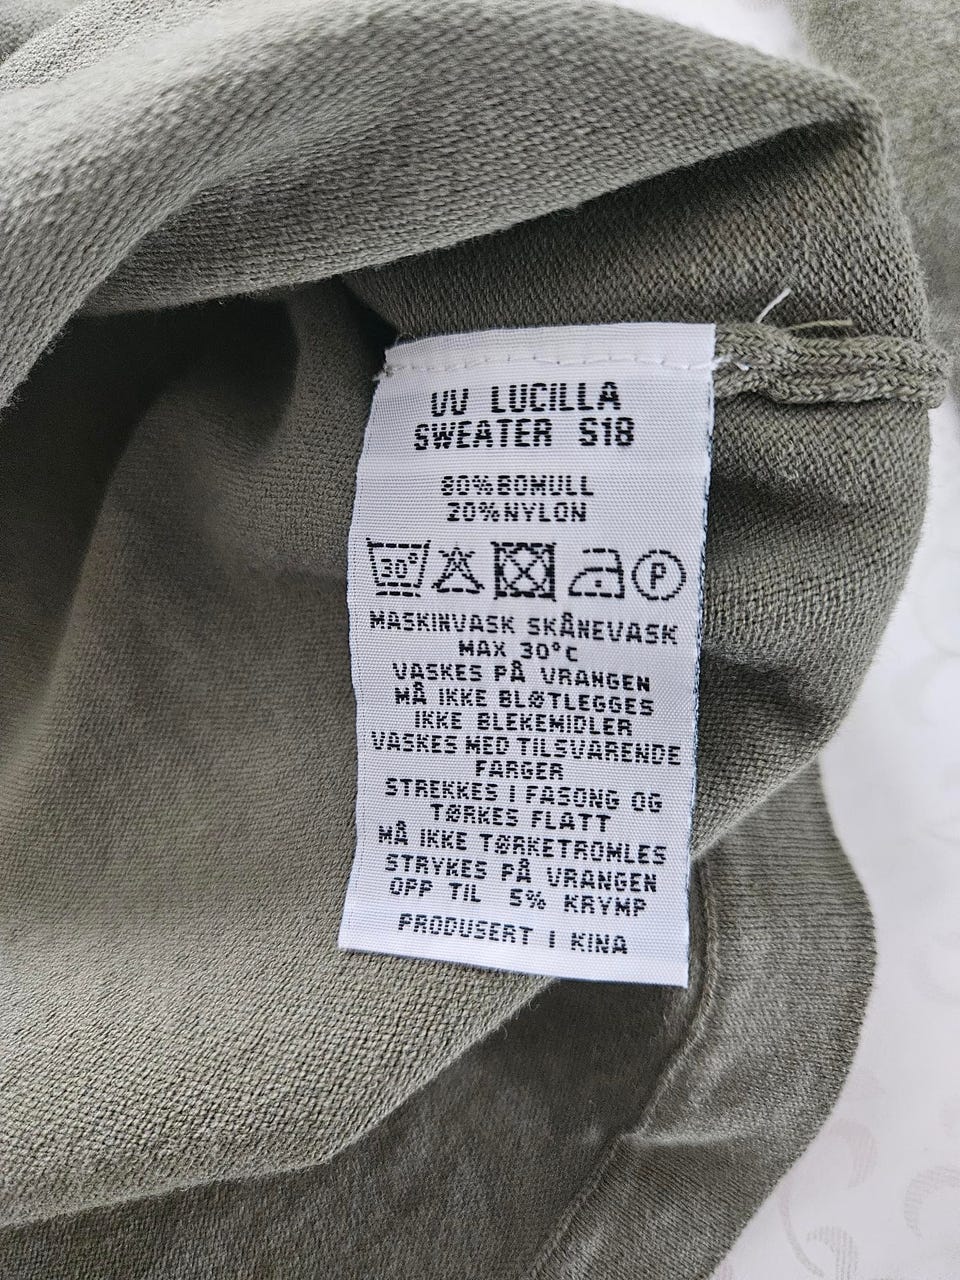 VV LUCILLA
SWEATER S18
80%BOMULL
20%NYLON
30° P
MASKINVASK SKÅNEVASK
MAX 30°C
VASKES PÅ VRANGEN
MÅ IKKE BLØTLEGGES
IKKE BLEKEMIDLER
VASKES MED TILSVARENDE
FARGER
STREKKES I FASONG OG
TØRKES FLATT
MÅ IKKE TØRKETROMLES
STRYKES PÅ VRANGEN
OPP TIL 5% KRYMP
PRODUSERT I KINA